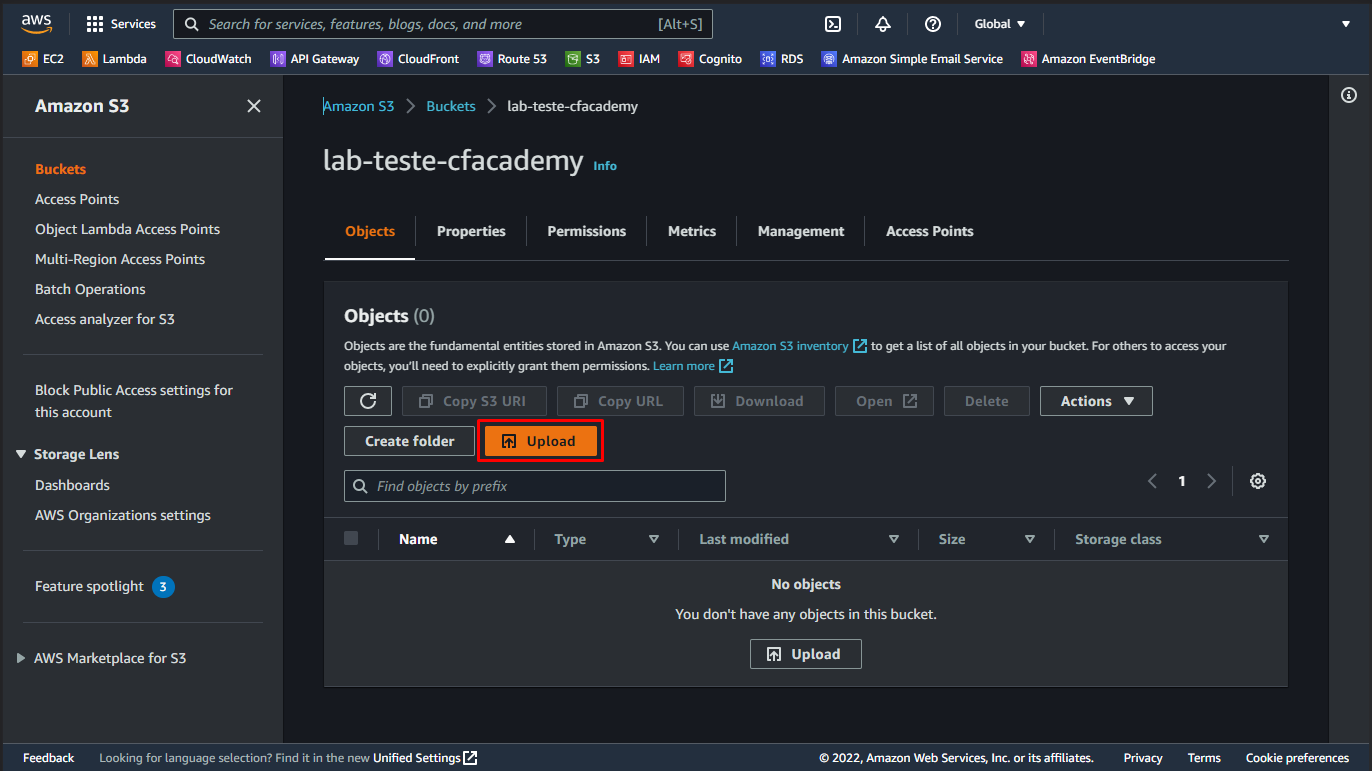 aws
Services
Search for services, features, blogs, docs, and more [Alt+S]
Global
EC2 Lambda CloudWatch API Gateway CloudFront Route 53 S3 IAM Cognito RDS Amazon Simple Email Service Amazon EventBridge
Amazon S3
Buckets
Access Points
Object Lambda Access Points
Multi-Region Access Points
Batch Operations
Access analyzer for S3
Block Public Access settings for
this account
Storage Lens
Dashboards
AWS Organizations settings
Feature spotlight 3
AWS Marketplace for S3
Amazon S3 Buckets lab-teste-cfacademy
lab-teste-cfacademy Info
Objects Properties Permissions Metrics Management Access Points
Objects (0)
Objects are the fundamental entities stored in Amazon S3. You can use Amazon S3 inventory to get a list of all objects in your bucket. For others to access your
objects, you'll need to explicitly grant them permissions. Learn more
Copy S3 URI Copy URL Download Open Delete Actions
Create folder Upload
Find objects by prefix 1
Name Type Last modified Size Storage class
No objects
You don't have any objects in this bucket.
Upload
Feedback Looking for language selection? Find it in the new Unified Settings © 2022, Amazon Web Services, Inc. or its affiliates. Privacy Terms Cookie preferences